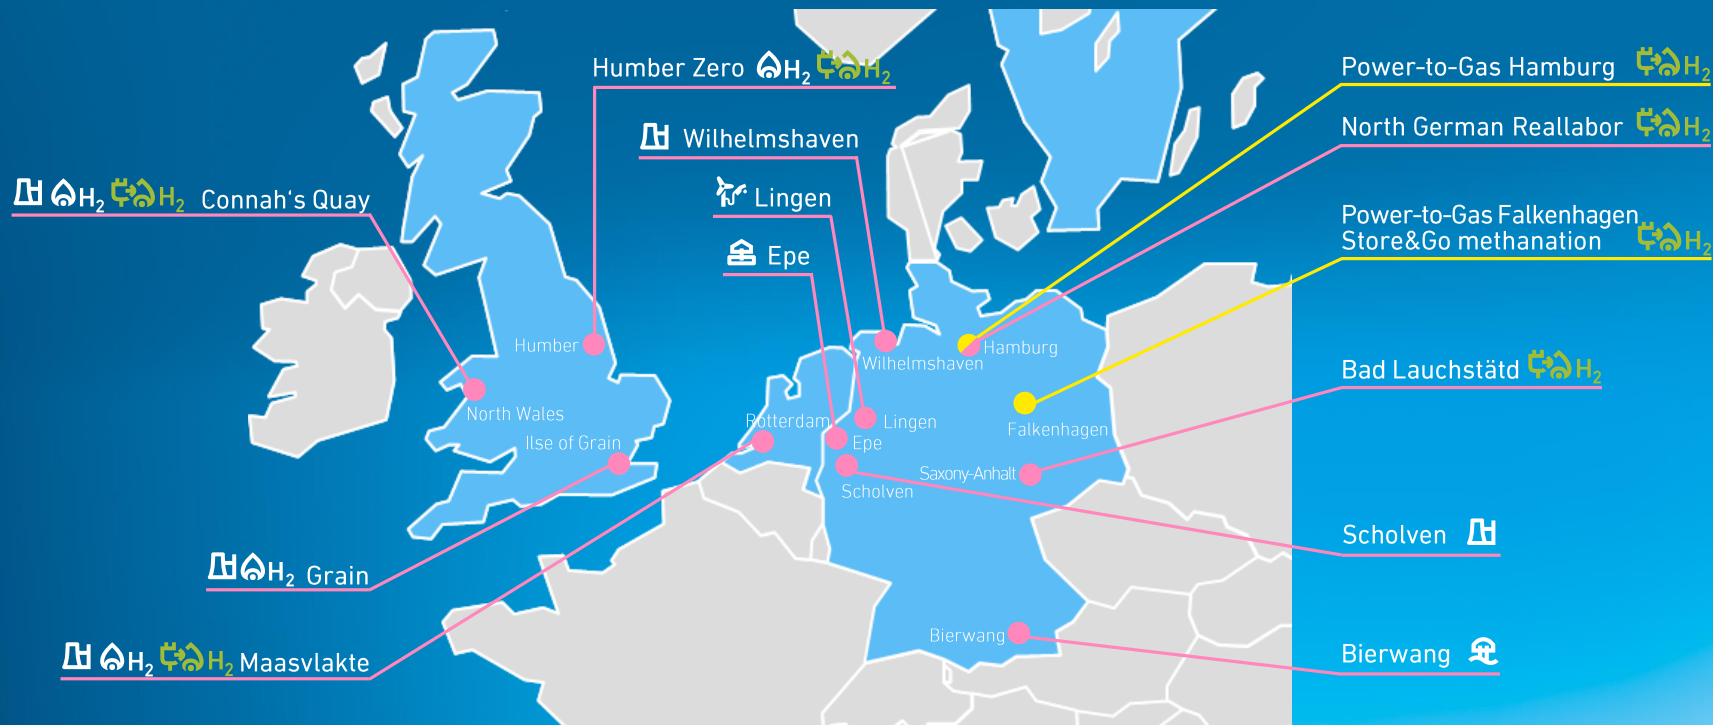 Humber Zero H2 H2
Wilhelmshaven
H2 H2 Connah's Quay
Lingen
Epe
Power-to-Gas Hamburg H2
North German Reallabor H2
Power-to-Gas Falkenhagen
Store&Go methanation H2
Bad Lauchstätd H2
Scholven
Bierwang
H2 Grain
H2 H2 Maasvlakte
Humber
North Wales
Ilse of Grain
Rotterdam
Wilhelmshaven
Hamburg
Lingen
Epe
Falkenhagen
Saxony-Anhalt
Scholven
Bierwang